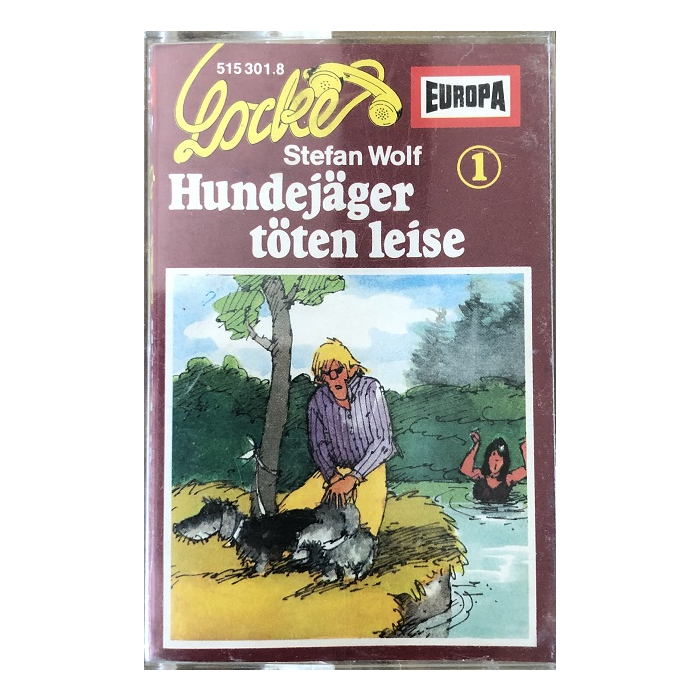 515 301.8
Locke
EUROPA
Stefan Wolf
1
Hundejäger
töten leise